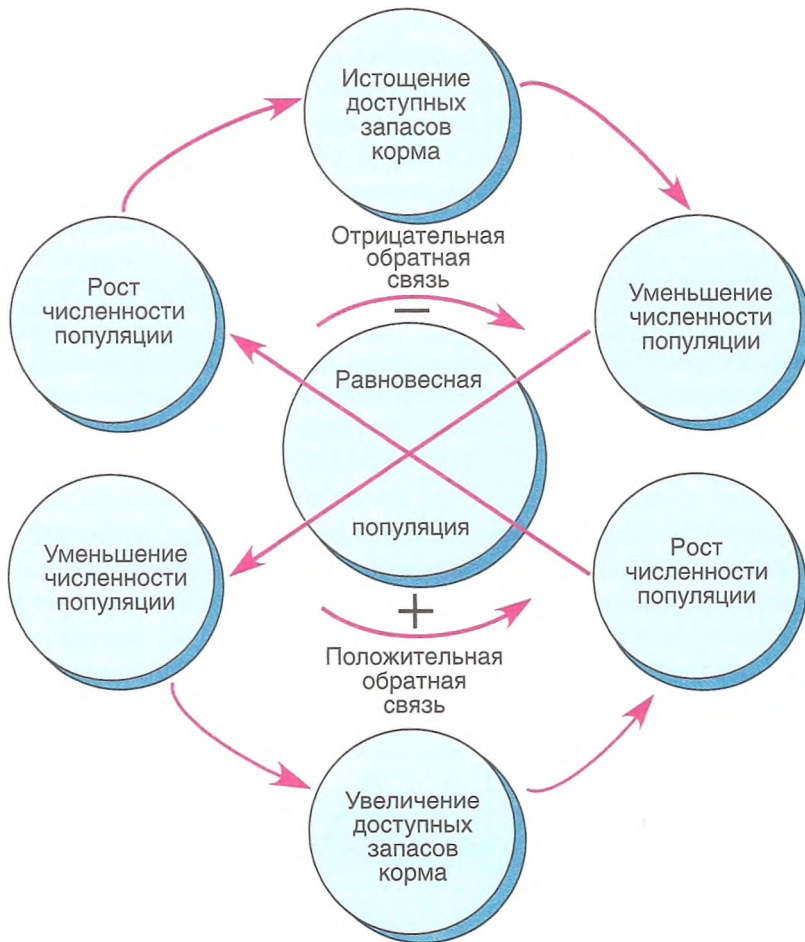 Истощение
доступных
запасов
корма
Отрицательная
обратная
связь
−
Рост
численности
популяции
Уменьшение
численности
популяции
Равновесная
популяция
Уменьшение
численности
популяции
Рост
численности
популяции
+
Положительная
обратная
связь
Увеличение
доступных
запасов
корма